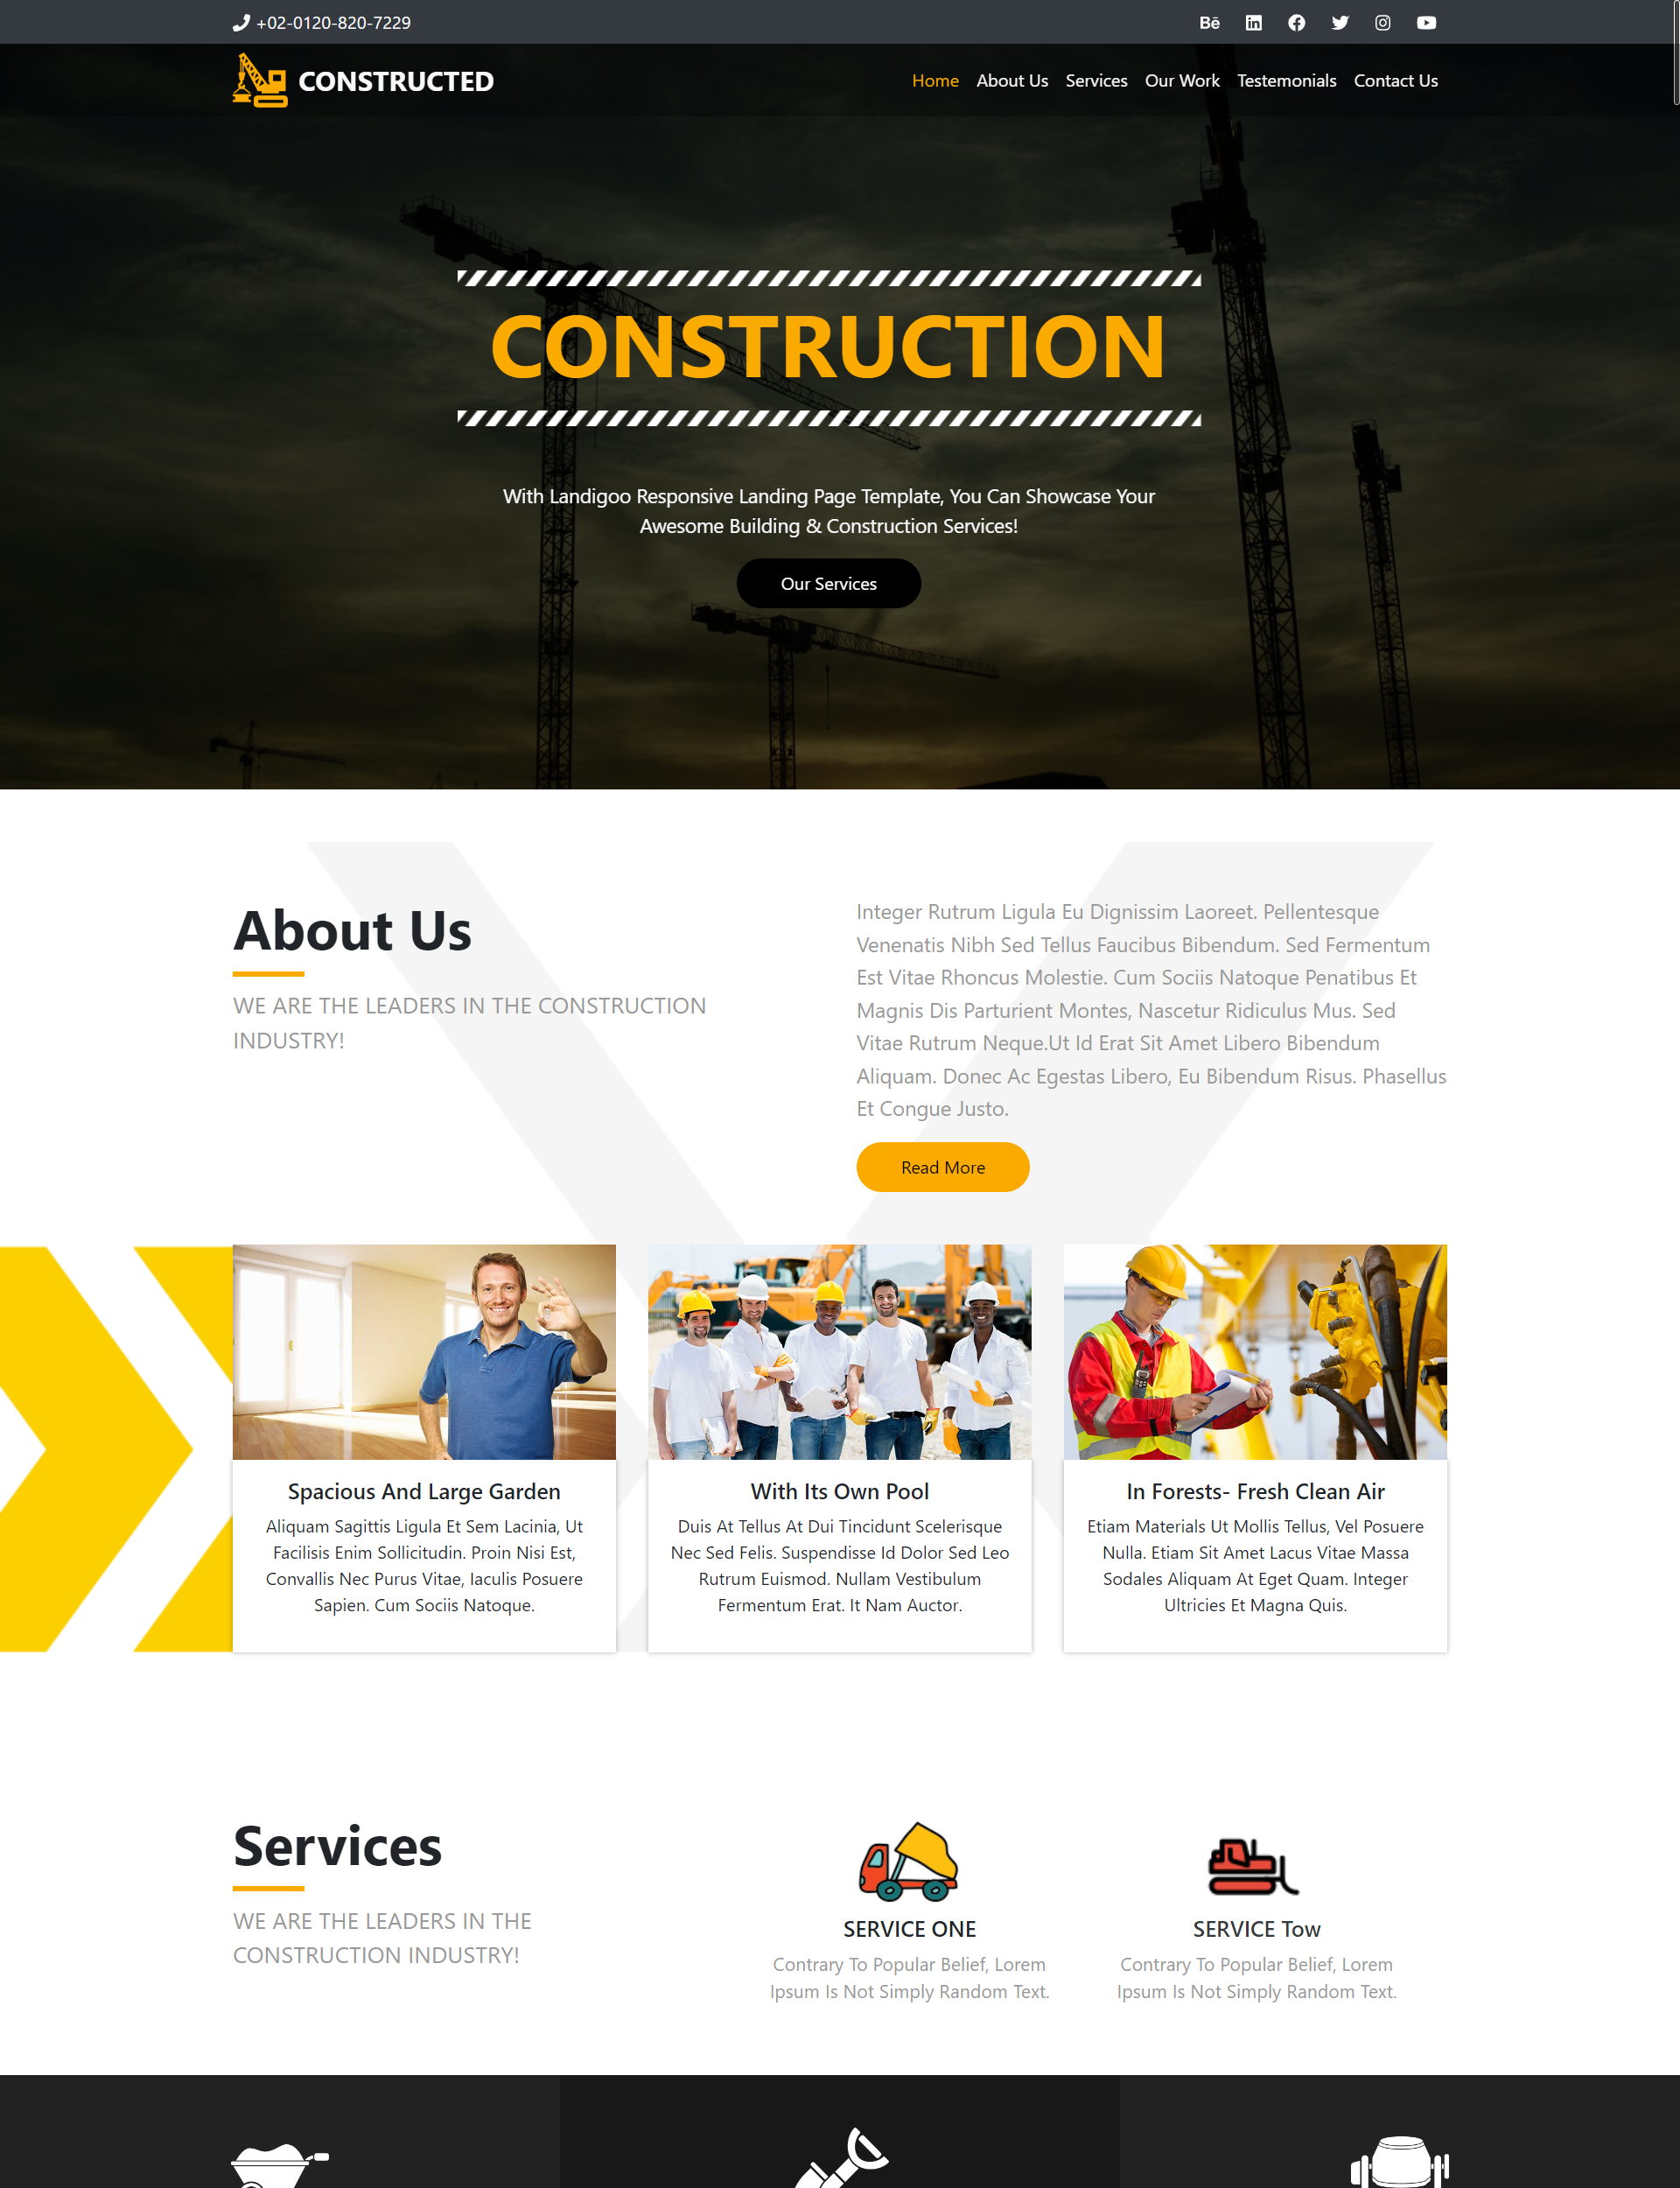 +02-0120-820-7229
Bē
CONSTRUCTED
Home About Us Services Our Work Testemonials Contact Us
CONSTRUCTION
With Landigoo Responsive Landing Page Template, You Can Showcase Your
Awesome Building & Construction Services!
Our Services
About Us
WE ARE THE LEADERS IN THE CONSTRUCTION
INDUSTRY!
Integer Rutrum Ligula Eu Dignissim Laoreet. Pellentesque
Venenatis Nibh Sed Tellus Faucibus Bibendum. Sed Fermentum
Est Vitae Rhoncus Molestie. Cum Sociis Natoque Penatibus Et
Magnis Dis Parturient Montes, Nascetur Ridiculus Mus. Sed
Vitae Rutrum Neque.Ut Id Erat Sit Amet Libero Bibendum
Aliquam. Donec Ac Egestas Libero, Eu Bibendum Risus. Phasellus
Et Congue Justo.
Read More
Spacious And Large Garden
Aliquam Sagittis Ligula Et Sem Lacinia, Ut
Facilisis Enim Sollicitudin. Proin Nisi Est,
Convallis Nec Purus Vitae, Iaculis Posuere
Sapien. Cum Sociis Natoque.
With Its Own Pool
Duis At Tellus At Dui Tincidunt Scelerisque
Nec Sed Felis. Suspendisse Id Dolor Sed Leo
Rutrum Euismod. Nullam Vestibulum
Fermentum Erat. It Nam Auctor.
In Forests- Fresh Clean Air
Etiam Materials Ut Mollis Tellus, Vel Posuere
Nulla. Etiam Sit Amet Lacus Vitae Massa
Sodales Aliquam At Eget Quam. Integer
Ultricies Et Magna Quis.
Services
WE ARE THE LEADERS IN THE
CONSTRUCTION INDUSTRY!
SERVICE ONE
Contrary To Popular Belief, Lorem
Ipsum Is Not Simply Random Text.
SERVICE Tow
Contrary To Popular Belief, Lorem
Ipsum Is Not Simply Random Text.